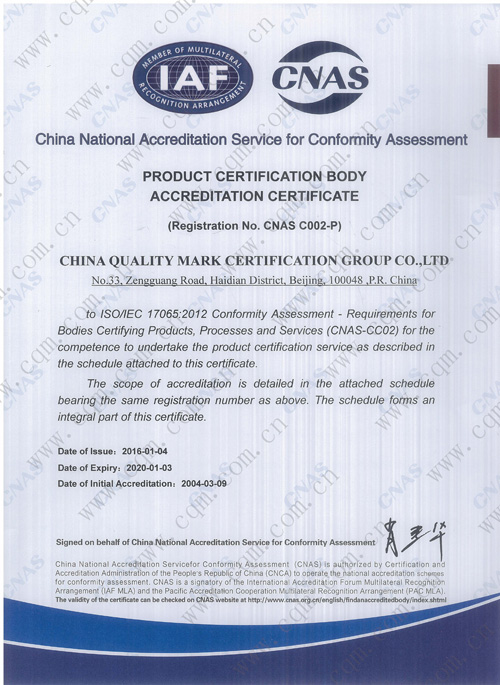 MEMBER OF MULTILATERAL
IAF
RECOGNITION ARRANGEMENT
CNAS
China National Accreditation Service for Conformity Assessment
PRODUCT CERTIFICATION BODY
ACCREDITATION CERTIFICATE
(Registration No. CNAS C002-P)
CHINA QUALITY MARK CERTIFICATION GROUP CO.,LTD
No.33, Zengguang Road, Haidian District, Beijing, 100048 ,P.R. China
to ISO/IEC 17065:2012 Conformity Assessment - Requirements for
Bodies Certifying Products, Processes and Services (CNAS-CC02) for the
competence to undertake the product certification service as described in
the schedule attached to this certificate.
The scope of accreditation is detailed in the attached schedule
bearing the same registration number as above. The schedule forms an
integral part of this certificate.
Date of Issue: 2016-01-04
Date of Expiry: 2020-01-03
Date of Initial Accreditation: 2004-03-09
Signed on behalf of China National Accreditation Service for Conformity Assessment
China National Accreditation Servicefor Conformity Assessment (CNAS) is authorized by Certification and
Accreditation Administration of the People's Republic of China (CNCA) to operate the national accreditation schemes
for conformity assessment. CNAS is a signatory of the International Accreditation Forum Multilateral Recognition
Arrangement (IAF MLA) and the Pacific Accreditation Cooperation Multilateral Recognition Arrangement (PAC MLA).
The validity of the certificate can be checked on CNAS website at http://www.cnas.org.cn/english/findanaccreditedbody/index.shtml
www.cqm.com.cn